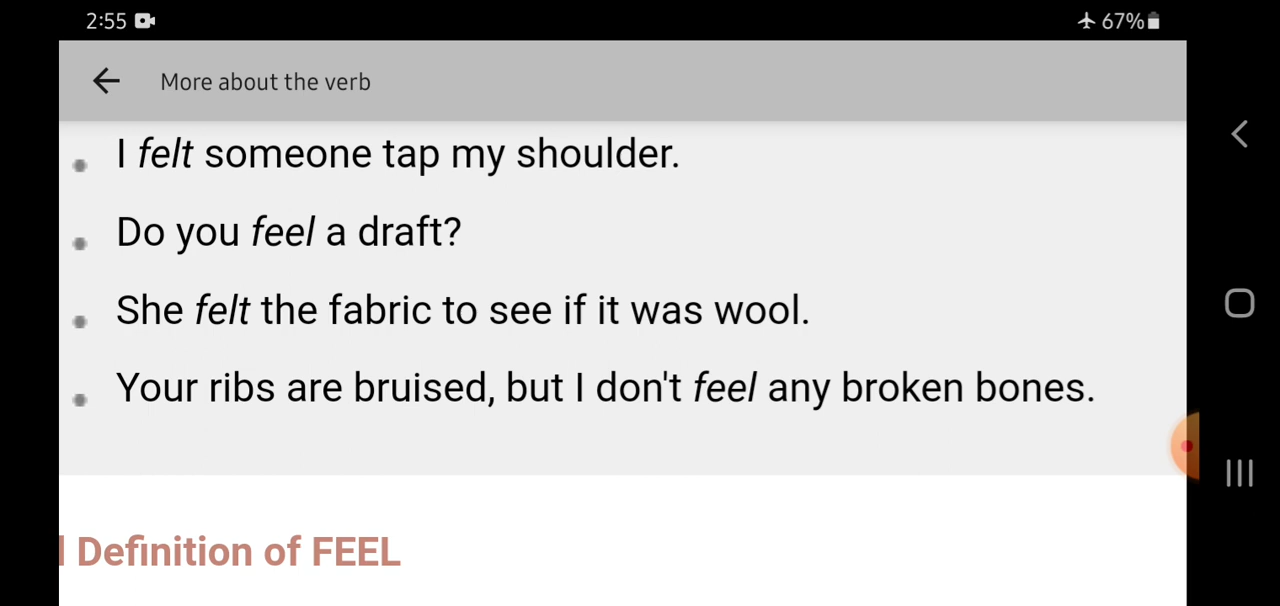 2:55 67%
More about the verb
I felt someone tap my shoulder.
Do you feel a draft?
She felt the fabric to see if it was wool.
Your ribs are bruised, but I don't feel any broken bones.
Definition of FEEL